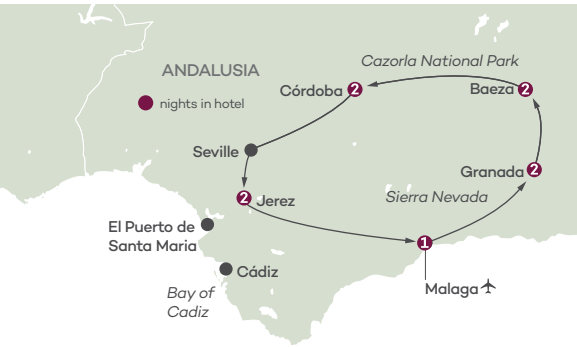 Cazorla National Park
ANDALUSIA
Córdoba 2
Baeza 2
nights in hotel
Seville
Granada 2
Sierra Nevada
2 Jerez
El Puerto de
Santa Maria
1
Cádiz
Malaga
Bay of
Cadiz